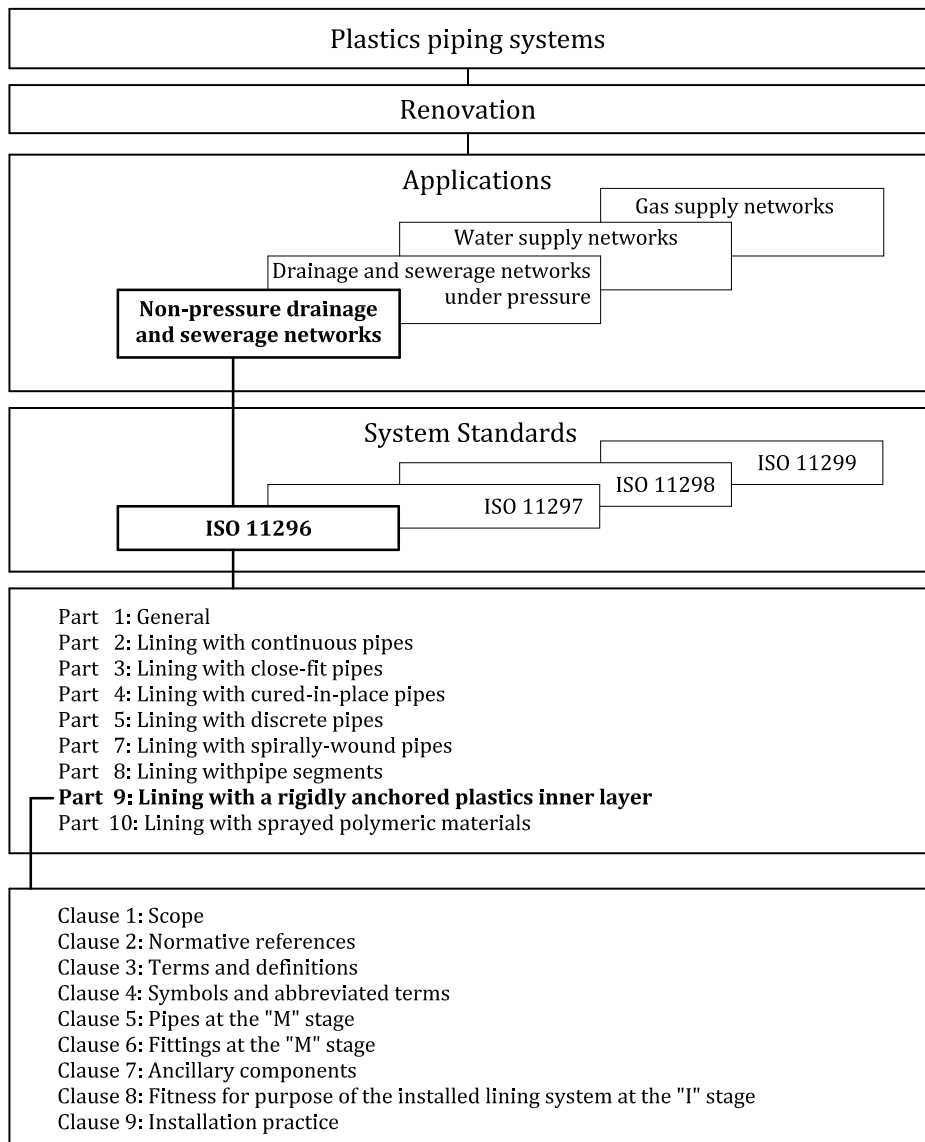 Plastics piping systems
Renovation
Applications
Gas supply networks
Water supply networks
Drainage and sewerage networks
under pressure
Non-pressure drainage
and sewerage networks
System Standards
ISO 11299
ISO 11298
ISO 11297
ISO 11296
Part 1: General
Part 2: Lining with continuous pipes
Part 3: Lining with close-fit pipes
Part 4: Lining with cured-in-place pipes
Part 5: Lining with discrete pipes
Part 7: Lining with spirally-wound pipes
Part 8: Lining withpipe segments
Part 9: Lining with a rigidly anchored plastics inner layer
Part 10: Lining with sprayed polymeric materials
Clause 1: Scope
Clause 2: Normative references
Clause 3: Terms and definitions
Clause 4: Symbols and abbreviated terms
Clause 5: Pipes at the "M" stage
Clause 6: Fittings at the "M" stage
Clause 7: Ancillary components
Clause 8: Fitness for purpose of the installed lining system at the "I" stage
Clause 9: Installation practice